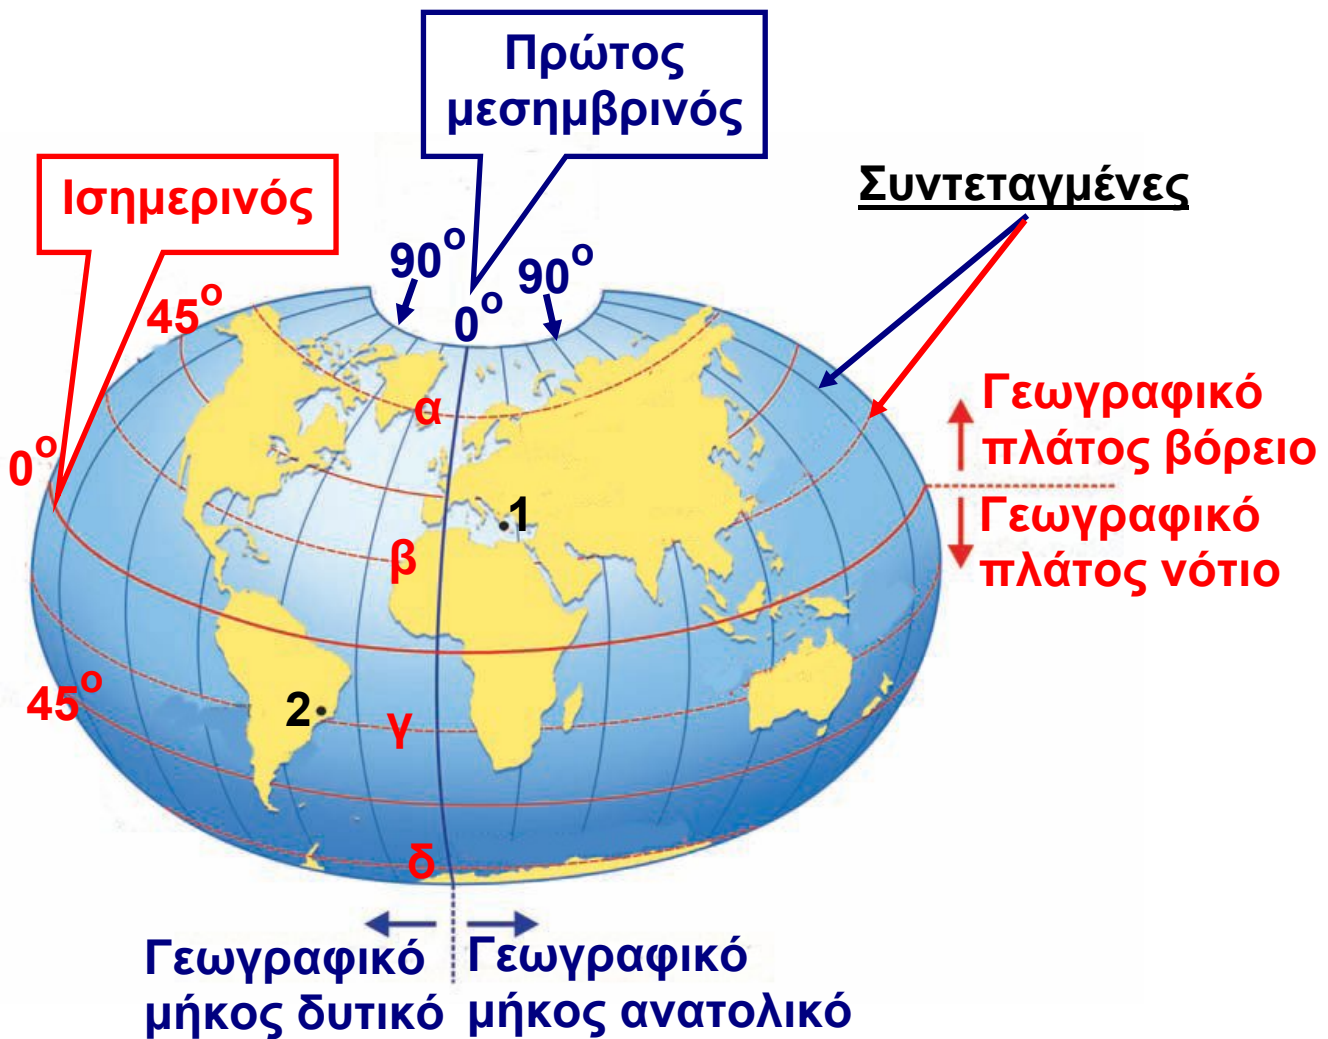 Πρώτος
μεσημβρινός
Ισημερινός
Συντεταγμένες
90°
90°
0°
45°
α
Γεωγραφικό
πλάτος βόρειο
0°
1
Γεωγραφικό
πλάτος νότιο
β
45°
2
γ
δ
Γεωγραφικό
μήκος δυτικό
Γεωγραφικό
μήκος ανατολικό